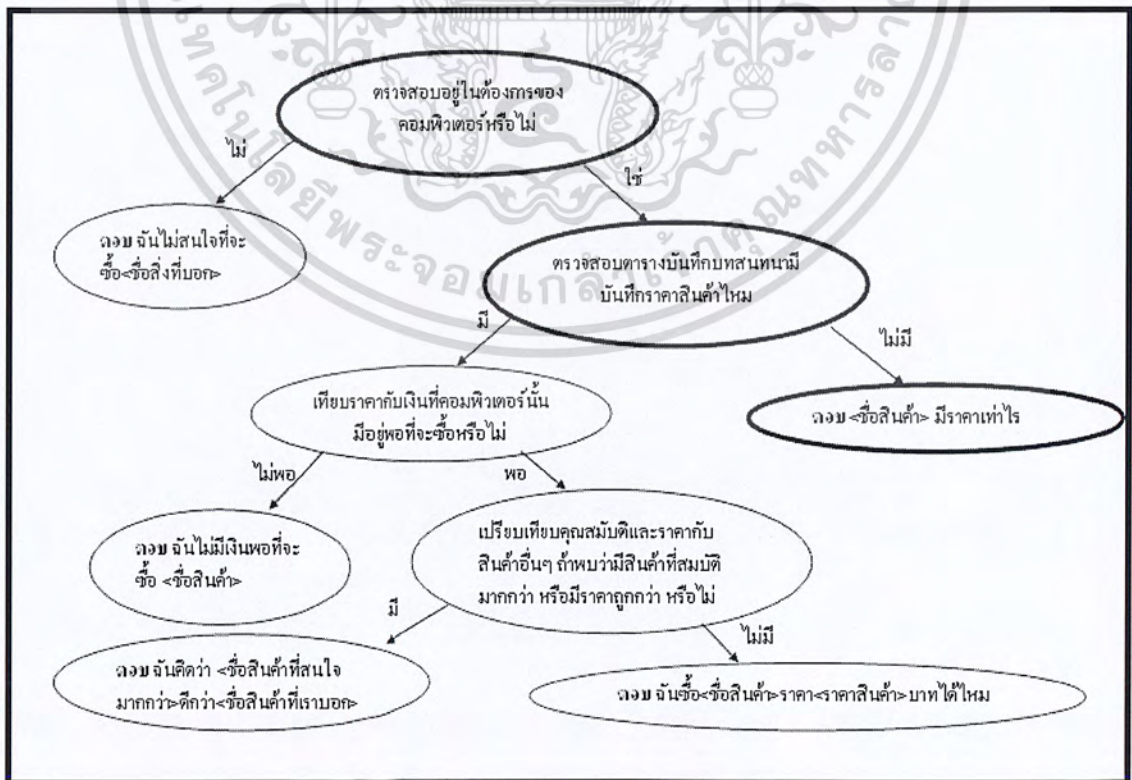 ตรวจสอบอยู่ในต้องการของ
คอมพิวเตอร์หรือไม่
ไม่
ใช่
ตอบ ฉันไม่สนใจที่จะ
ซื้อ<ชื่อสิ่งที่บอก>
ตรวจสอบตารางบันทึกบทสนทนามี
บันทึกราคาสินค้าไหม
มี
ไม่มี
เทียบราคากับเงินที่คอมพิวเตอร์นั้น
มีอยู่พอที่จะซื้อหรือไม่
ตอบ <ชื่อสินค้า> มีราคาเท่าไร
ไม่พอ
พอ
ตอบ ฉันไม่มีเงินพอที่จะ
ซื้อ <ชื่อสินค้า>
เปรียบเทียบคุณสมบัติและราคากับ
สินค้าอื่นๆ ถ้าพบว่ามีสินค้าที่สมบัติ
มากกว่า หรือมีราคาถูกกว่า หรือไม่
มี
ไม่มี
ตอบ ฉันคิดว่า <ชื่อสินค้าที่สนใจ
มากกว่า>ดีกว่า<ชื่อสินค้าที่เราบอก>
ตอบ ฉันซื้อ<ชื่อสินค้า>ราคา<ราคาสินค้า>บาทได้ไหม